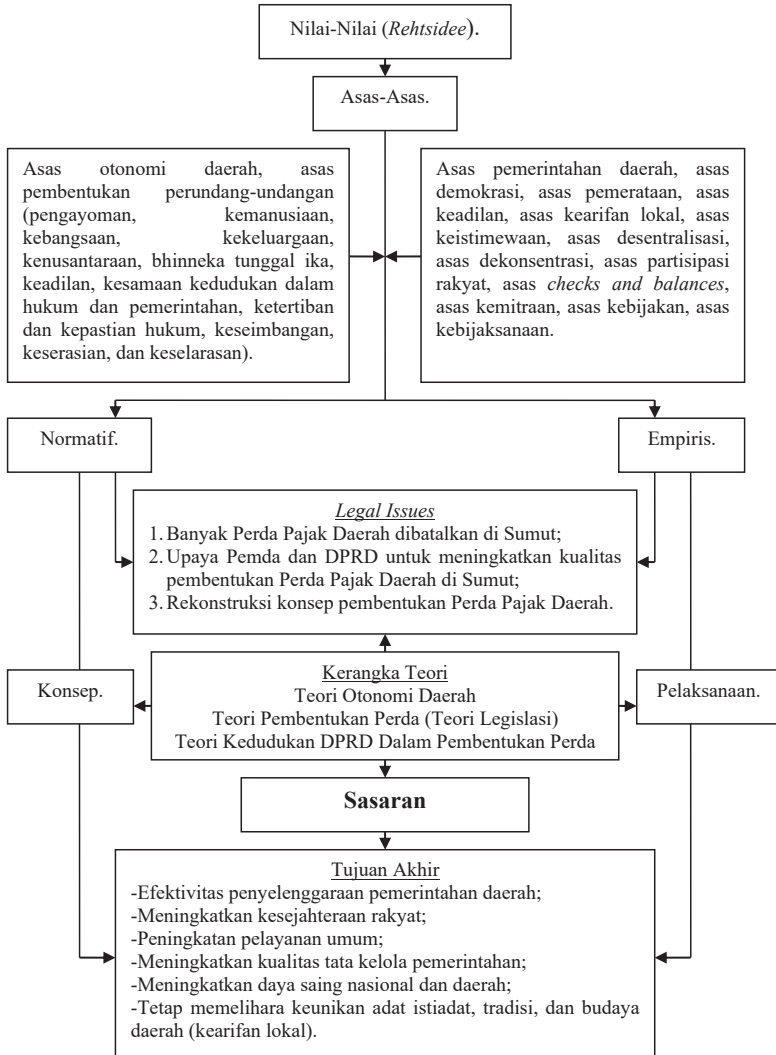 Nilai-Nilai (Rehtsidee).
Asas-Asas.
Asas otonomi daerah, asas
pembentukan perundang-undangan
(pengayoman, kemanusiaan,
kebangsaan, kekeluargaan,
kenusantaraan, bhinneka tunggal ika,
keadilan, kesamaan kedudukan dalam
hukum dan pemerintahan, ketertiban
dan kepastian hukum, keseimbangan,
keserasian, dan keselarasan).
Asas pemerintahan daerah, asas
demokrasi, asas pemerataan, asas
keadilan, asas kearifan lokal, asas
keistimewaan, asas desentralisasi,
asas dekonsentrasi, asas partisipasi
rakyat, asas checks and balances,
asas kemitraan, asas kebijakan, asas
kebijaksanaan.
Normatif.
Empiris.
Legal Issues
1. Banyak Perda Pajak Daerah dibatalkan di Sumut;
2. Upaya Pemda dan DPRD untuk meningkatkan kualitas
pembentukan Perda Pajak Daerah di Sumut;
3. Rekonstruksi konsep pembentukan Perda Pajak Daerah.
Konsep.
Kerangka Teori
Teori Otonomi Daerah
Teori Pembentukan Perda (Teori Legislasi)
Teori Kedudukan DPRD Dalam Pembentukan Perda
Pelaksanaan.
Sasaran
Tujuan Akhir
-Efektivitas penyelenggaraan pemerintahan daerah;
-Meningkatkan kesejahteraan rakyat;
-Peningkatan pelayanan umum;
-Meningkatkan kualitas tata kelola pemerintahan;
-Meningkatkan daya saing nasional dan daerah;
-Tetap memelihara keunikan adat istiadat, tradisi, dan budaya
daerah (kearifan lokal).